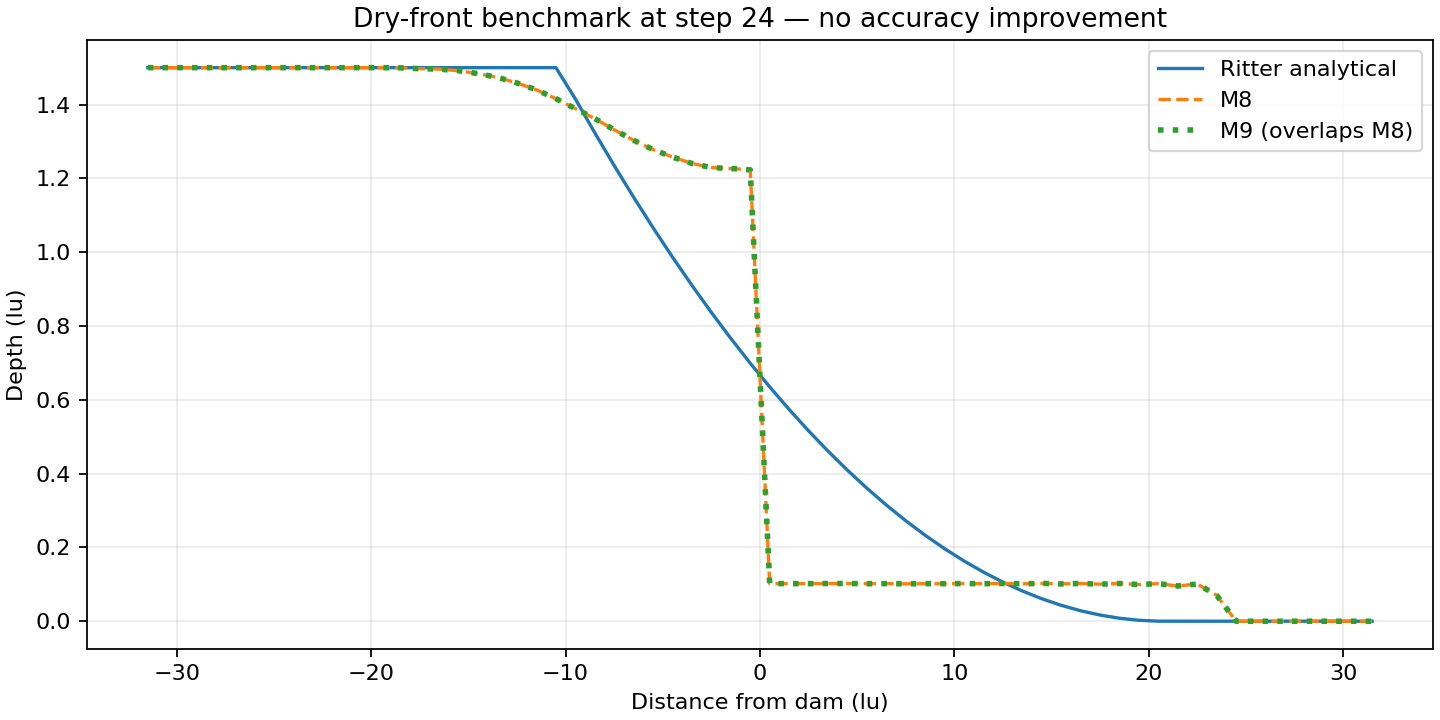 Dry-front benchmark at step 24 — no accuracy improvement
Ritter analytical
M8
M9 (overlaps M8)
Depth (lu)
1.4
1.2
1.0
0.8
0.6
0.4
0.2
0.0
−30
−20
−10
0
10
20
30
Distance from dam (lu)